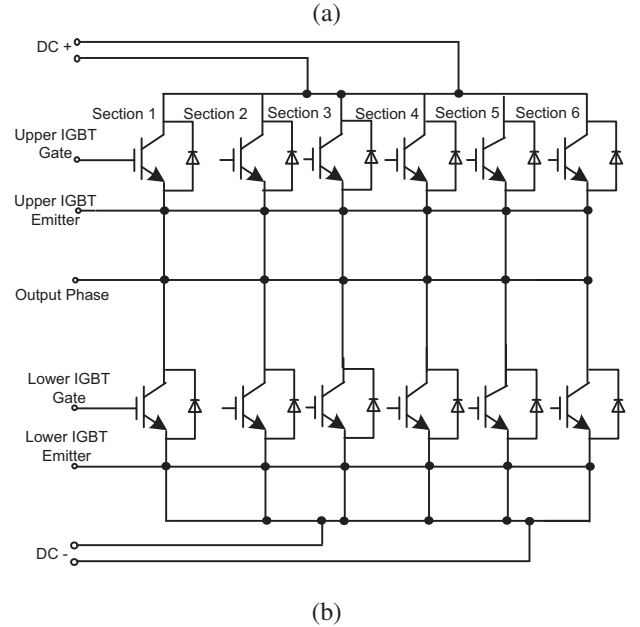 (a)
DC +
Section 1 Section 2 Section 3 Section 4 Section 5 Section 6
Upper IGBT
Gate
Upper IGBT
Emitter
Output Phase
Lower IGBT
Gate
Lower IGBT
Emitter
DC -
(b)